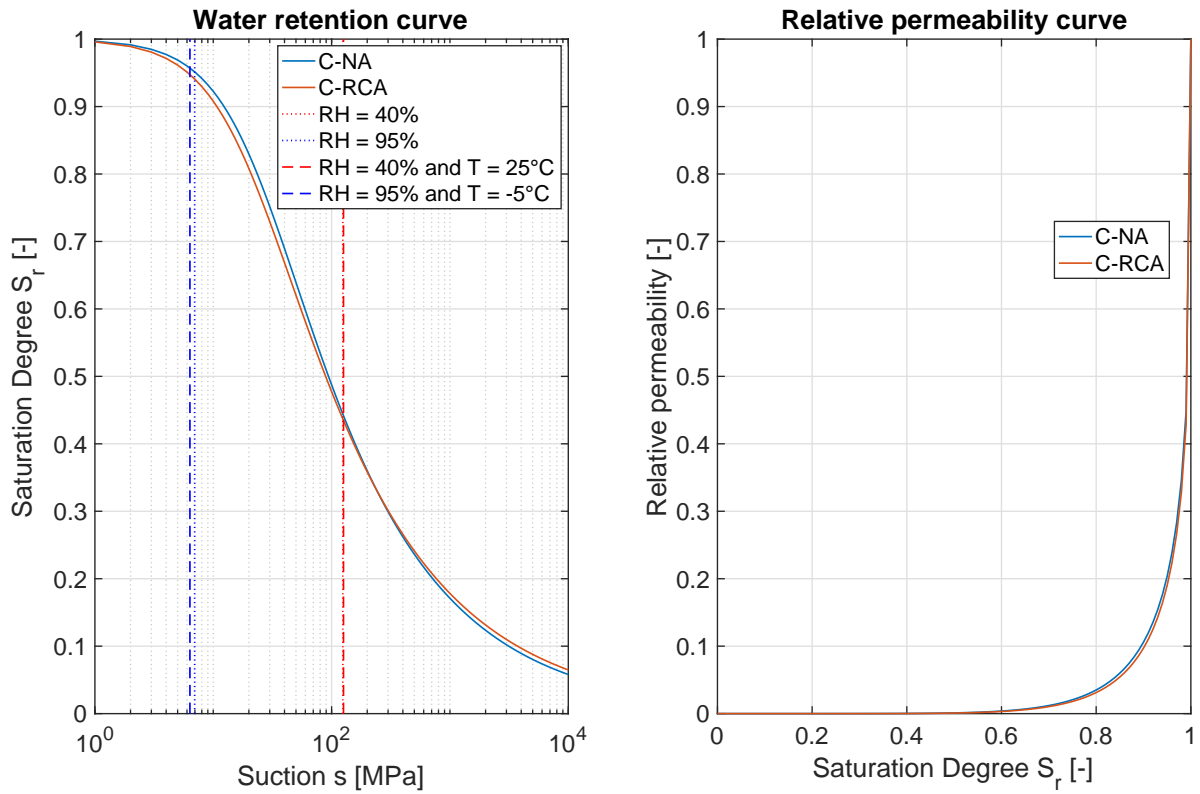 Water retention curve
1
0.9
0.8
0.7
0.6
0.5
0.4
0.3
0.2
0.1
0
10^0
10^2
10^4
Saturation Degree S_r [-]
Suction s [MPa]
C-NA
C-RCA
RH = 40%
RH = 95%
RH = 40% and T = 25°C
RH = 95% and T = -5°C
Relative permeability curve
1
0.9
0.8
0.7
0.6
0.5
0.4
0.3
0.2
0.1
0
0
0.2
0.4
0.6
0.8
1
Relative permeability [-]
Saturation Degree S_r [-]
C-NA
C-RCA